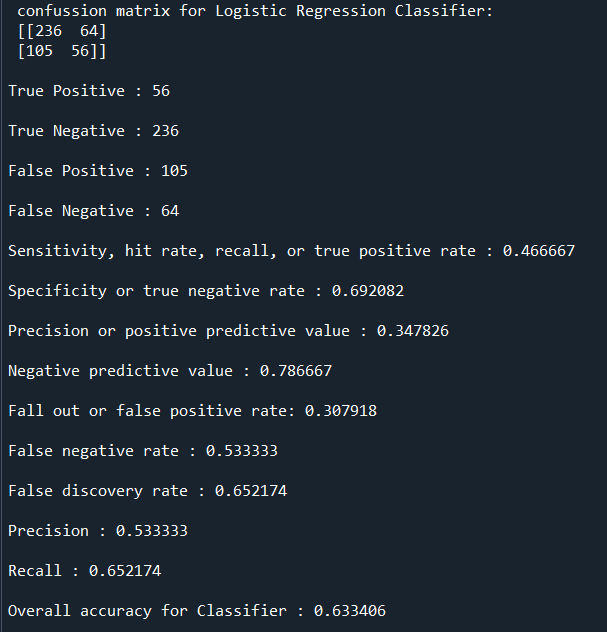 confussion matrix for Logistic Regression Classifier:
[[236  64]
[105  56]]
True Positive : 56
True Negative : 236
False Positive : 105
False Negative : 64
Sensitivity, hit rate, recall, or true positive rate : 0.466667
Specificity or true negative rate : 0.692082
Precision or positive predictive value : 0.347826
Negative predictive value : 0.786667
Fall out or false positive rate: 0.307918
False negative rate : 0.533333
False discovery rate : 0.652174
Precision : 0.533333
Recall : 0.652174
Overall accuracy for Classifier : 0.633406